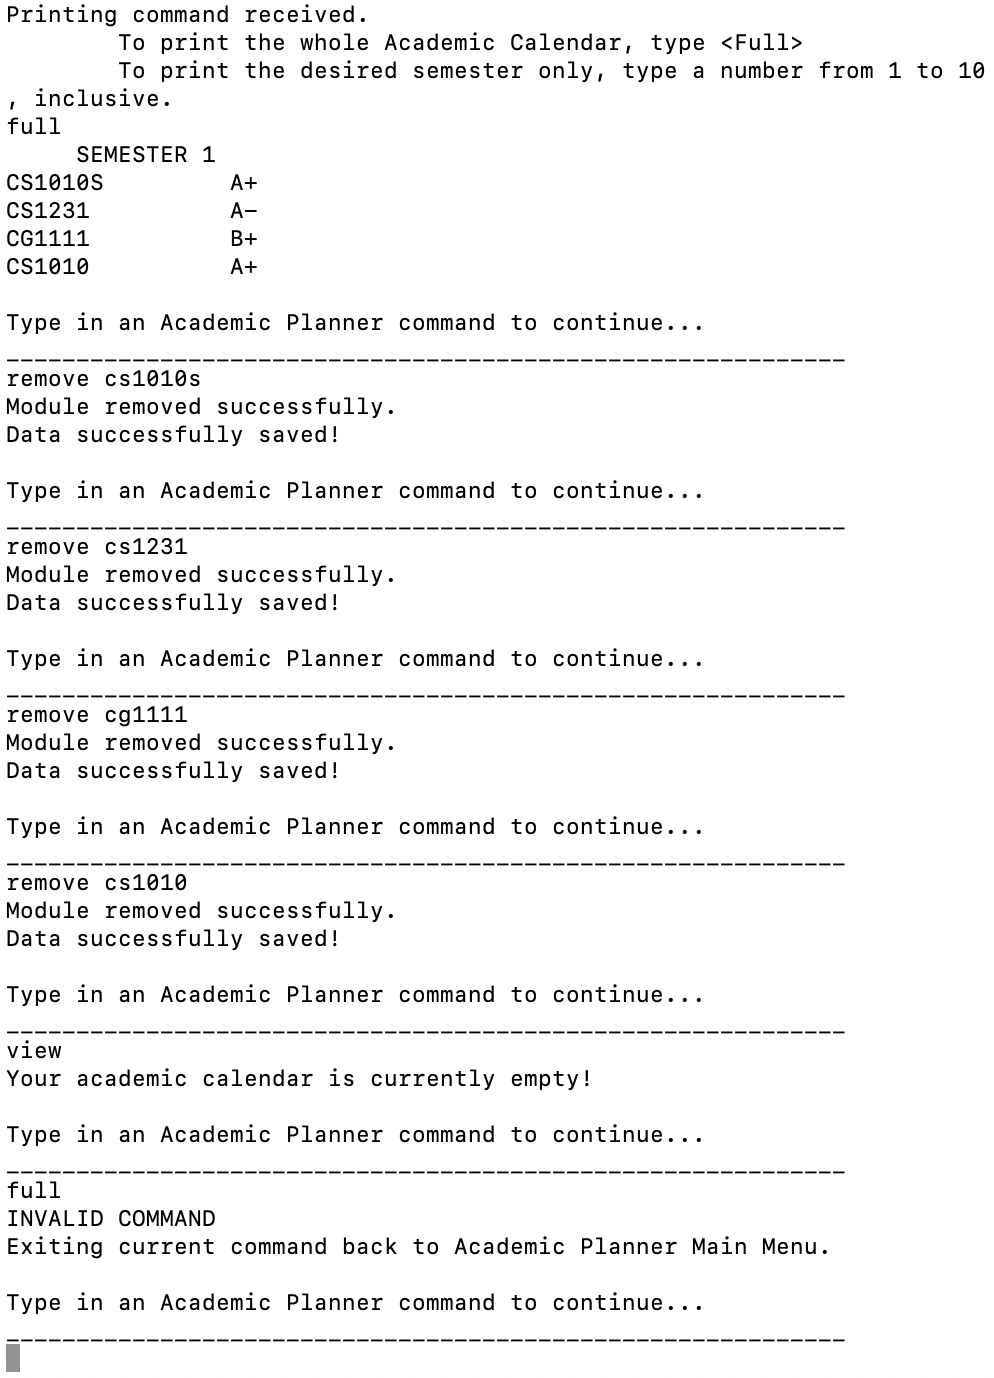 Printing command received.
        To print the whole Academic Calendar, type <Full>
        To print the desired semester only, type a number from 1 to 10
, inclusive.
full
     SEMESTER 1
CS1010S         A+
CS1231          A-
CG1111          B+
CS1010          A+

Type in an Academic Planner command to continue...
____________________________________________________________
remove cs1010s
Module removed successfully.
Data successfully saved!

Type in an Academic Planner command to continue...
____________________________________________________________
remove cs1231
Module removed successfully.
Data successfully saved!

Type in an Academic Planner command to continue...
____________________________________________________________
remove cg1111
Module removed successfully.
Data successfully saved!

Type in an Academic Planner command to continue...
____________________________________________________________
remove cs1010
Module removed successfully.
Data successfully saved!

Type in an Academic Planner command to continue...
____________________________________________________________
view
Your academic calendar is currently empty!

Type in an Academic Planner command to continue...
____________________________________________________________
full
INVALID COMMAND
Exiting current command back to Academic Planner Main Menu.

Type in an Academic Planner command to continue...
____________________________________________________________